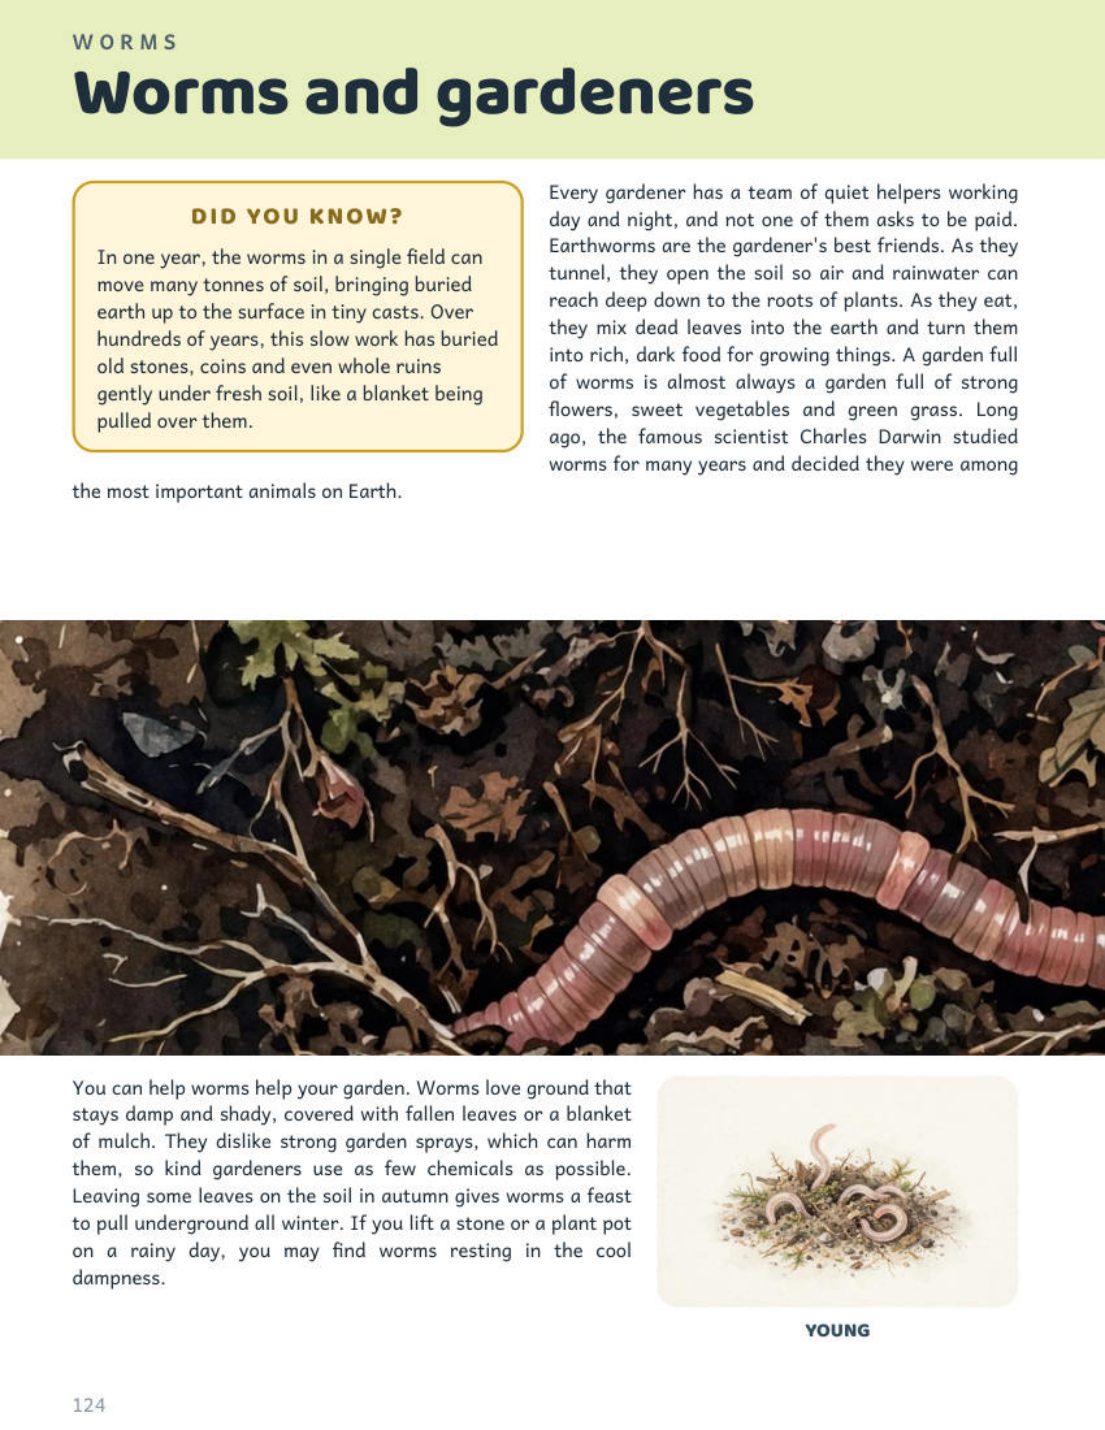 WORMS
Worms and gardeners
DID YOU KNOW?
In one year, the worms in a single field can
move many tonnes of soil, bringing buried
earth up to the surface in tiny casts. Over
hundreds of years, this slow work has buried
old stones, coins and even whole ruins
gently under fresh soil, like a blanket being
pulled over them.
Every gardener has a team of quiet helpers working
day and night, and not one of them asks to be paid.
Earthworms are the gardener's best friends. As they
tunnel, they open the soil so air and rainwater can
reach deep down to the roots of plants. As they eat,
they mix dead leaves into the earth and turn them
into rich, dark food for growing things. A garden full
of worms is almost always a garden full of strong
flowers, sweet vegetables and green grass. Long
ago, the famous scientist Charles Darwin studied
worms for many years and decided they were among
the most important animals on Earth.
You can help worms help your garden. Worms love ground that
stays damp and shady, covered with fallen leaves or a blanket
of mulch. They dislike strong garden sprays, which can harm
them, so kind gardeners use as few chemicals as possible.
Leaving some leaves on the soil in autumn gives worms a feast
to pull underground all winter. If you lift a stone or a plant pot
on a rainy day, you may find worms resting in the cool
dampness.
YOUNG
124